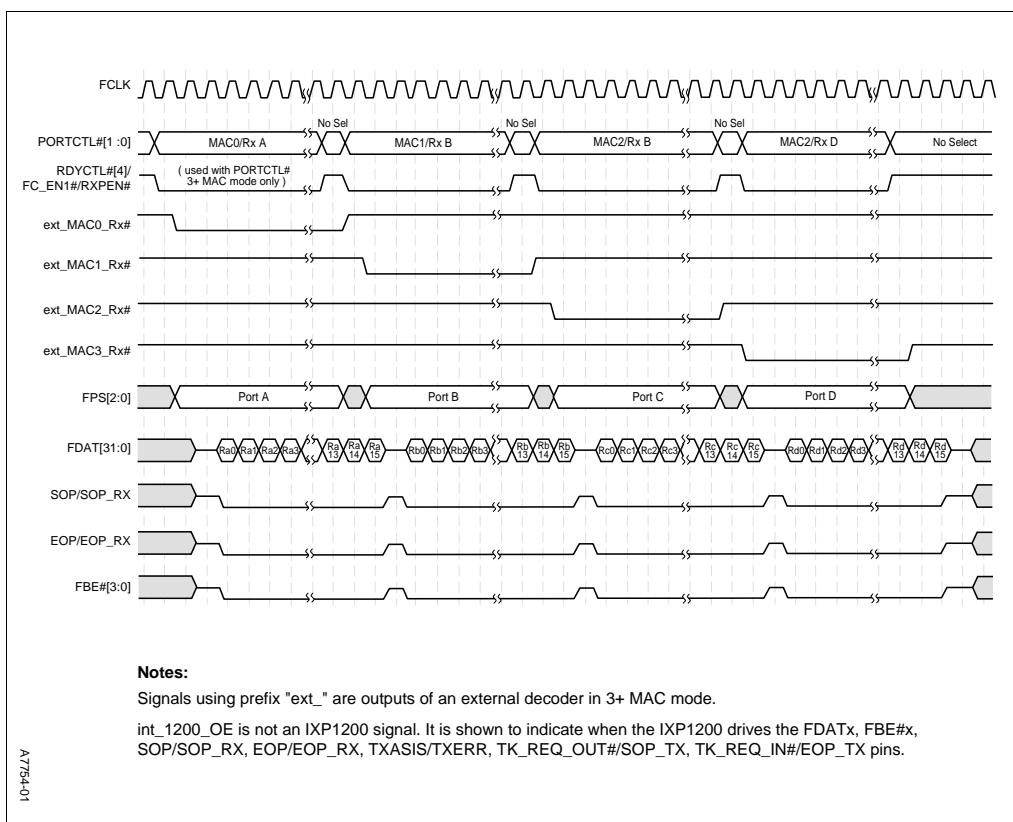 FCLK
No Sel No Sel No Sel
PORTCTL#[1 :0] MAC0/Rx A MAC1/Rx B MAC2/Rx B MAC2/Rx D No Select
RDYCTL#[4]/ ( used with PORTCTL#
FC_EN1#/RXPEN# 3+ MAC mode only )
ext_MAC0_Rx#
ext_MAC1_Rx#
ext_MAC2_Rx#
ext_MAC3_Rx#
FPS[2:0] Port A Port B Port C Port D
FDAT[31:0] Ra0 Ra1 Ra2 Ra3 Ra 13 Ra 14 Ra 15 Rb0 Rb1 Rb2 Rb3 Rb 13 Rb 14 Rb 15 Rc0 Rc1 Rc2 Rc3 Rc 13 Rc 14 Rc 15 Rd0 Rd1 Rd2 Rd3 Rd 13 Rd 14 Rd 15
SOP/SOP_RX
EOP/EOP_RX
FBE#[3:0]
Notes:
Signals using prefix "ext_" are outputs of an external decoder in 3+ MAC mode.
int_1200_OE is not an IXP1200 signal. It is shown to indicate when the IXP1200 drives the FDATx, FBE#x,
SOP/SOP_RX, EOP/EOP_RX, TXASIS/TXERR, TK_REQ_OUT#/SOP_TX, TK_REQ_IN#/EOP_TX pins.
A7754-01